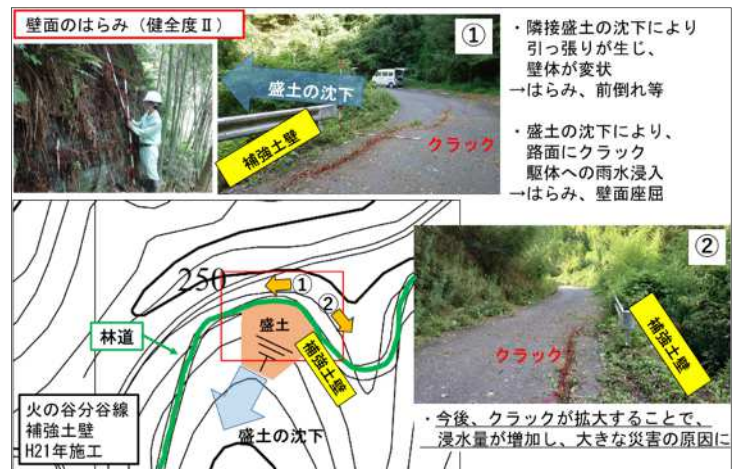 壁面のはらみ(健全度Ⅱ)
①
盛土の沈下
補強土壁
クラック
・隣接盛土の沈下により
引っ張りが生じ、
壁体が変状
→はらみ、前倒れ等
・盛土の沈下により、
路面にクラック
駆体への雨水浸入
→はらみ、壁面座屈
250
①
②
林道
盛土
補強土壁
盛土の沈下
火の谷分谷線
補強土壁
H21年施工
②
クラック
補強土壁
・今後、クラックが拡大することで、
浸水量が増加し、大きな災害の原因に